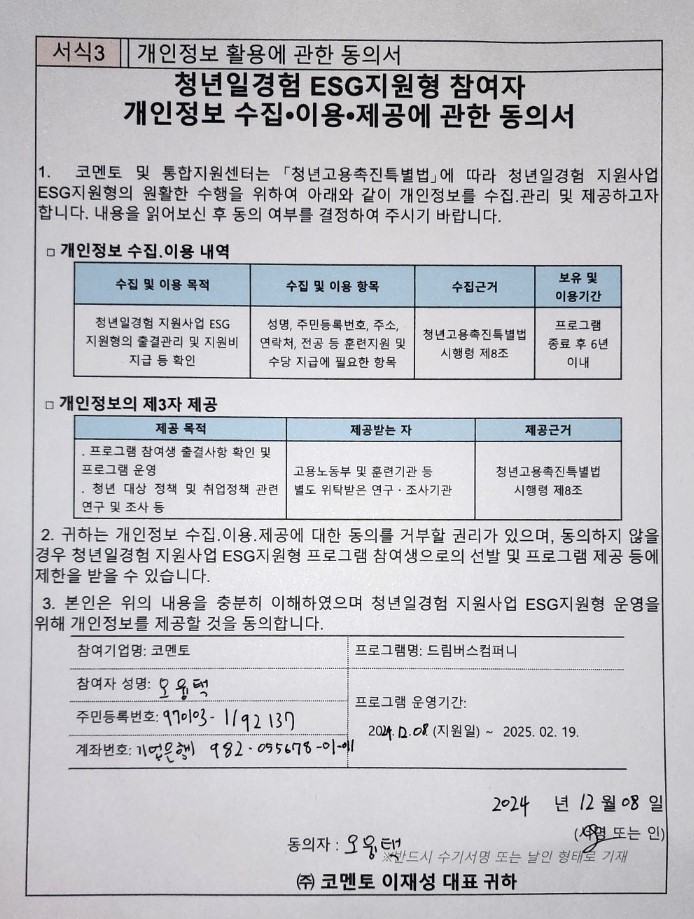 서식3 개인정보 활용에 관한 동의서
청년일경험 ESG지원형 참여자
개인정보 수집•이용•제공에 관한 동의서
1. 코멘토 및 통합지원센터는 「청년고용촉진특별법」에 따라 청년일경험 지원사업
ESG지원형의 원활한 수행을 위하여 아래와 같이 개인정보를 수집.관리 및 제공하고자
합니다. 내용을 읽어보신 후 동의 여부를 결정하여 주시기 바랍니다.
□ 개인정보 수집.이용 내역
수집 및 이용 목적 수집 및 이용 항목 수집근거 보유 및
이용기간
청년일경험 지원사업 ESG 성명, 주민등록번호, 주소, 청년고용촉진특별법 프로그램
지원형의 출결관리 및 지원비 연락처, 전공 등 훈련지원 및 시행령 제8조 종료 후 6년
지급 등 확인 수당 지급에 필요한 항목 이내
□ 개인정보의 제3자 제공
제공 목적 제공받는 자 제공근거
. 프로그램 참여생 출결사항 확인 및
프로그램 운영 고용노동부 및 훈련기관 등 청년고용촉진특별법
. 청년 대상 정책 및 취업정책 관련 별도 위탁받은 연구 · 조사기관 시행령 제8조
연구 및 조사 등
2. 귀하는 개인정보 수집.이용.제공에 대한 동의를 거부할 권리가 있으며, 동의하지 않을
경우 청년일경험 지원사업 ESG지원형 프로그램 참여생으로의 선발 및 프로그램 제공 등에
제한을 받을 수 있습니다.
3. 본인은 위의 내용을 충분히 이해하였으며 청년일경험 지원사업 ESG지원형 운영을
위해 개인정보를 제공할 것을 동의합니다.
참여기업명: 코멘토 프로그램명: 드림버스컴퍼니
참여자 성명: 오용택
주민등록번호: 970103- 1192137 프로그램 운영기간:
2024.12.08.(지원일) ~ 2025. 02. 19.
계좌번호: 기업은행 982-055678-01-011
2024 년 12 월 08 일
(서명 또는 인)
동의자 : 오용택
※반드시 수기서명 또는 날인 형태로 기재
㈜ 코멘토 이재성 대표 귀하